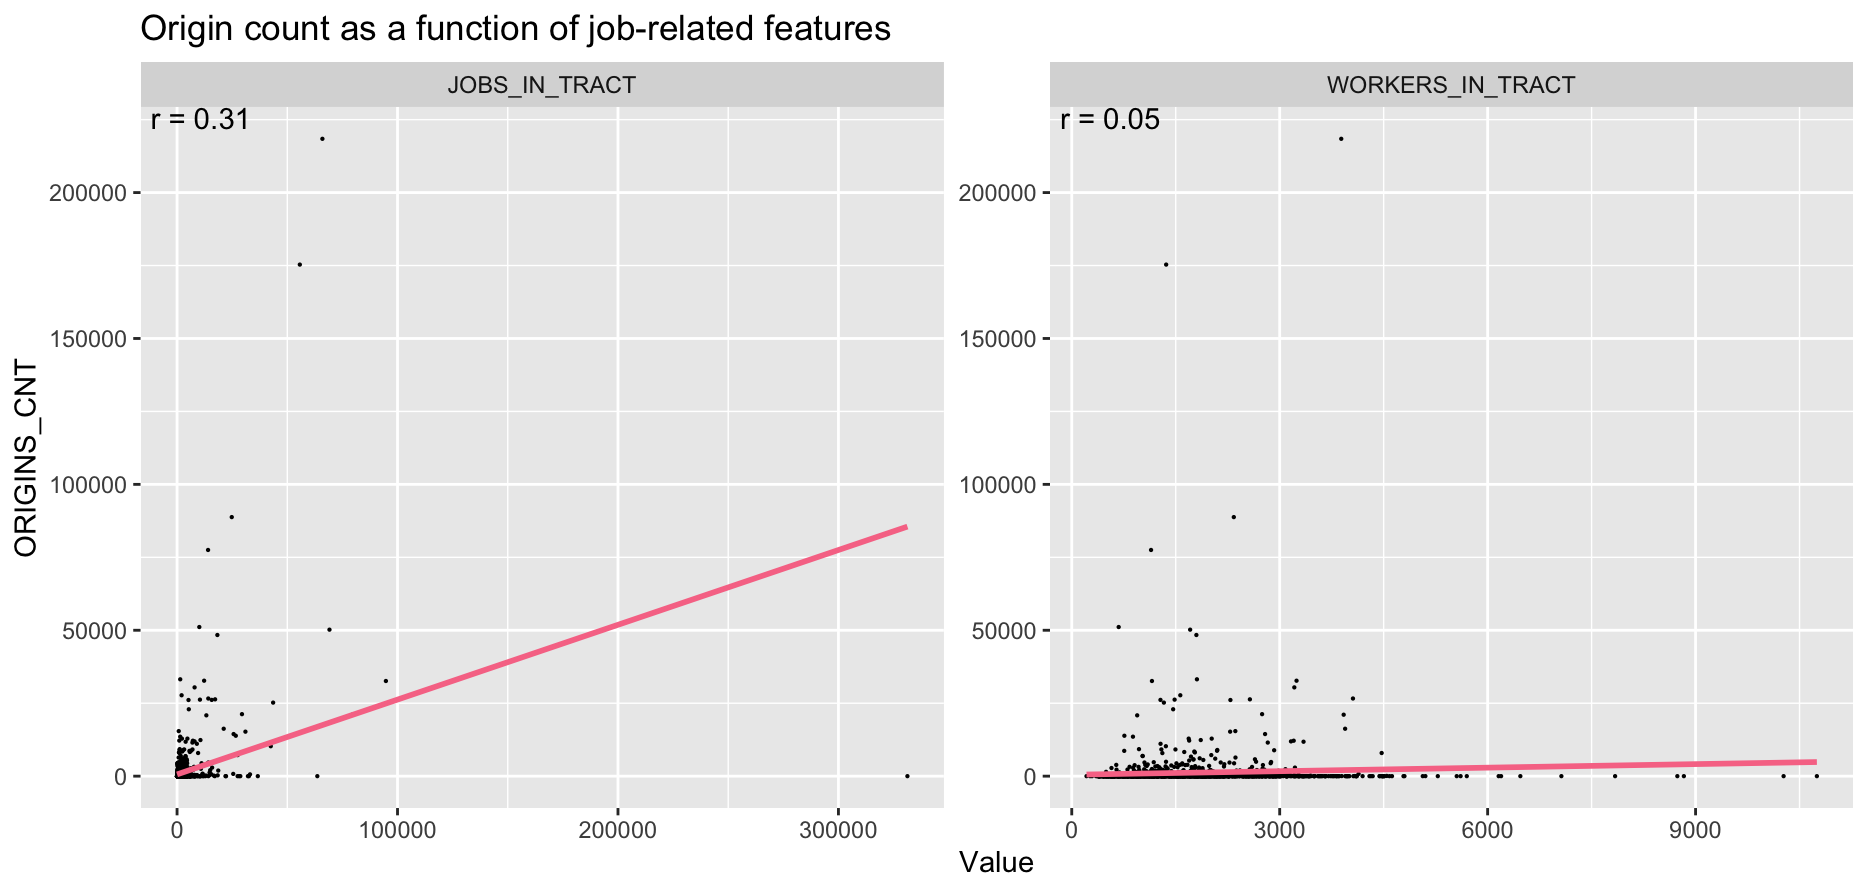 Origin count as a function of job-related features
JOBS_IN_TRACT
WORKERS_IN_TRACT
r = 0.31
r = 0.05
ORIGINS_CNT
200000
150000
100000
50000
0
200000
150000
100000
50000
0
0 100000 200000 300000
0 3000 6000 9000
Value